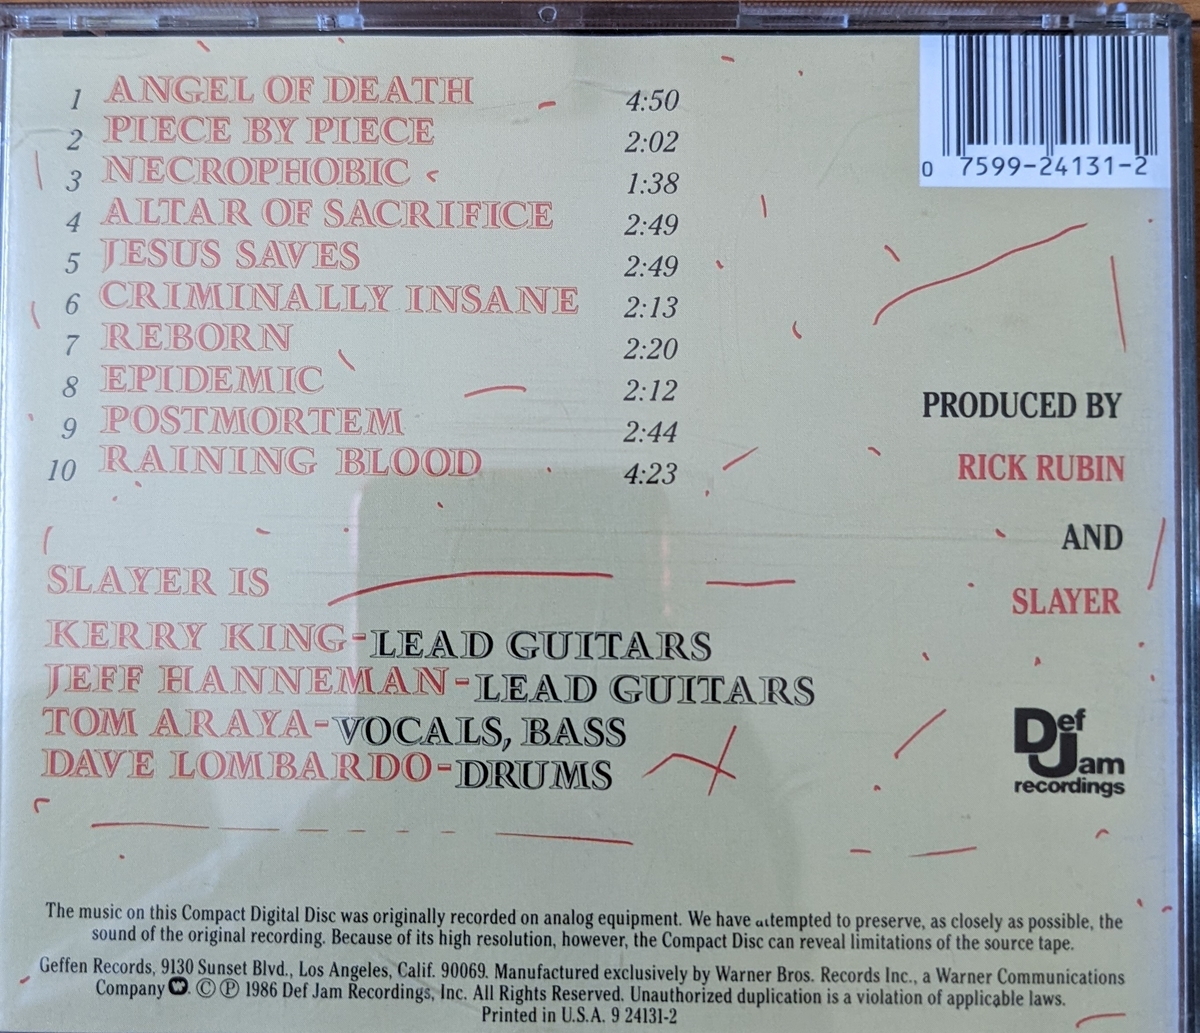 1 ANGEL OF DEATH 4:50
2 PIECE BY PIECE 2:02
3 NECROPHOBIC 1:38
4 ALTAR OF SACRIFICE 2:49
5 JESUS SAVES 2:49
6 CRIMINALLY INSANE 2:13
7 REBORN 2:20
8 EPIDEMIC 2:12
9 POSTMORTEM 2:44
10 RAINING BLOOD 4:23
0 7599-24131-2
PRODUCED BY
RICK RUBIN
AND
SLAYER
SLAYER IS
KERRY KING-LEAD GUITARS
JEFF HANNEMAN-LEAD GUITARS
TOM ARAYA-VOCALS, BASS
DAVE LOMBARDO-DRUMS
Def
Jam
recordings
The music on this Compact Digital Disc was originally recorded on analog equipment. We have attempted to preserve, as closely as possible, the
sound of the original recording. Because of its high resolution, however, the Compact Disc can reveal limitations of the source tape.
Geffen Records, 9130 Sunset Blvd., Los Angeles, Calif. 90069. Manufactured exclusively by Warner Bros. Records Inc., a Warner Communications
Company. © ℗ 1986 Def Jam Recordings, Inc. All Rights Reserved. Unauthorized duplication is a violation of applicable laws.
Printed in U.S.A. 9 24131-2